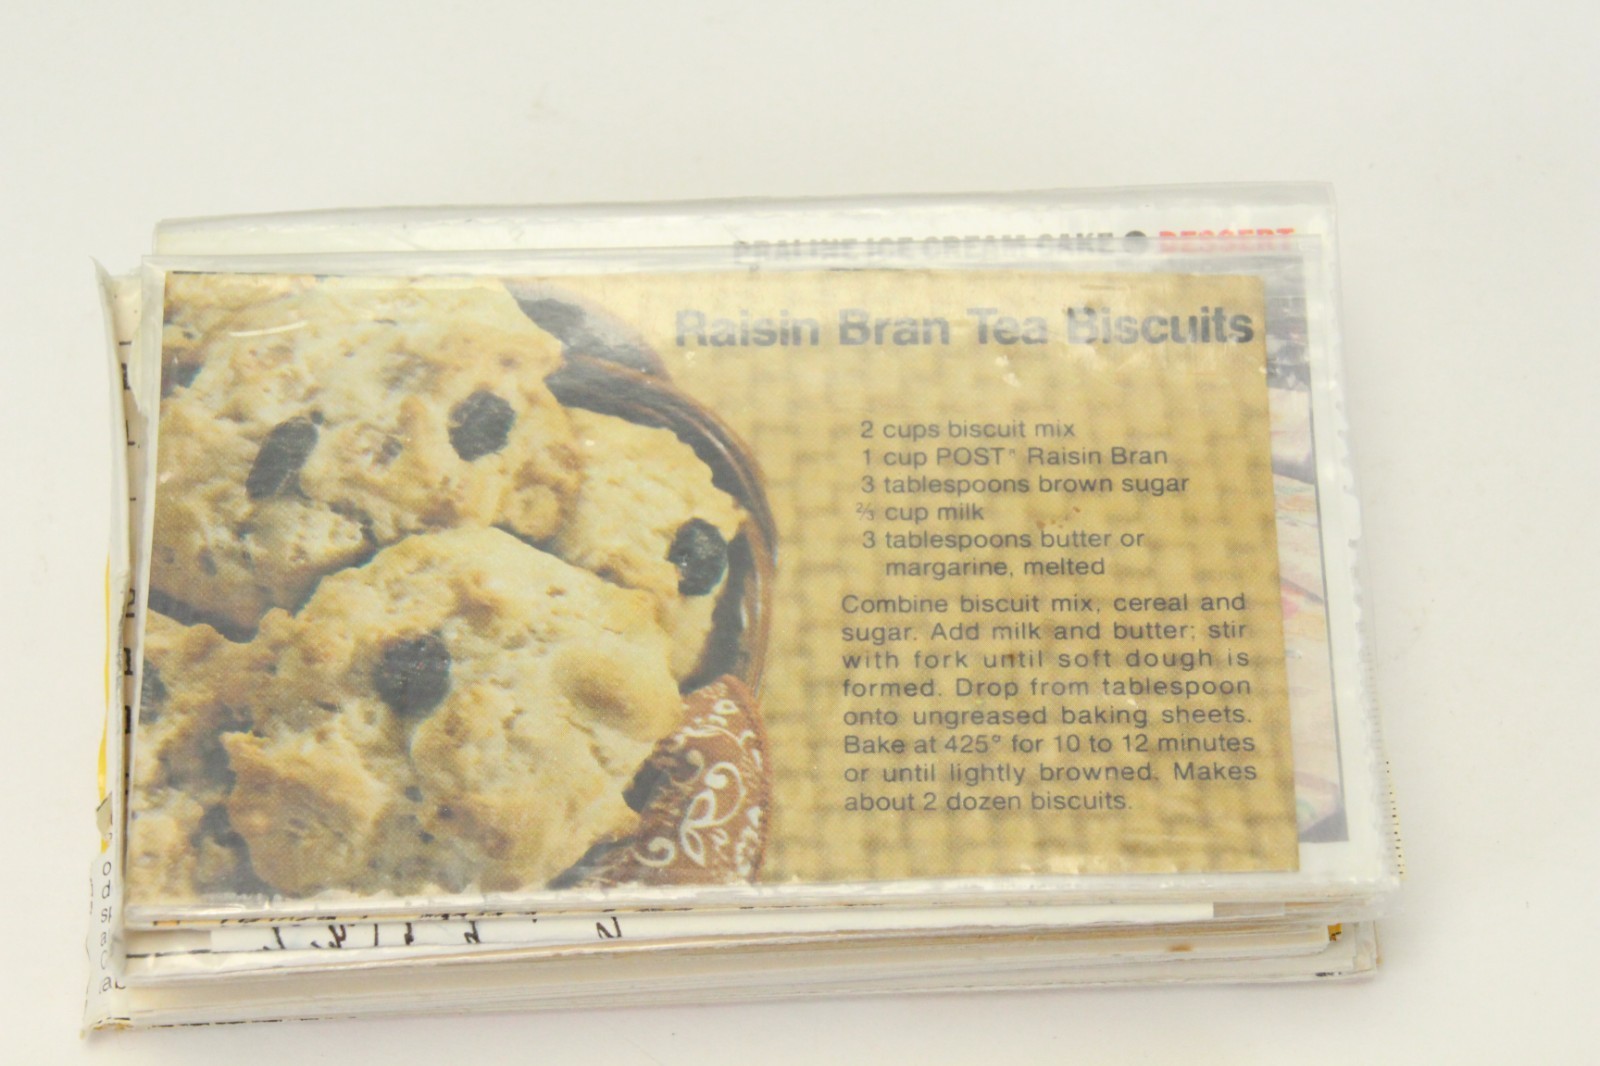 PRALINE ICE CREAM CAKE ● DESSERT
Raisin Bran Tea Biscuits
2 cups biscuit mix
1 cup POST® Raisin Bran
3 tablespoons brown sugar
⅔ cup milk
3 tablespoons butter or
margarine, melted
Combine biscuit mix, cereal and
sugar. Add milk and butter; stir
with fork until soft dough is
formed. Drop from tablespoon
onto ungreased baking sheets.
Bake at 425° for 10 to 12 minutes
or until lightly browned. Makes
about 2 dozen biscuits.